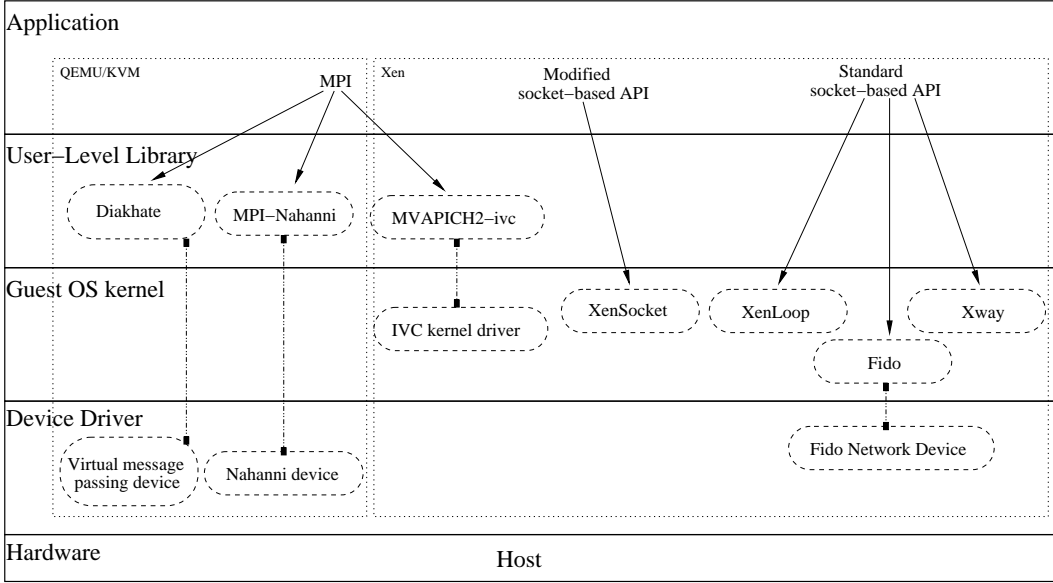 Application
QEMU/KVM
Xen
MPI
Modified
socket−based API
Standard
socket−based API
User−Level Library
Diakhate
MPI−Nahanni
MVAPICH2−ivc
Guest OS kernel
IVC kernel driver
XenSocket
XenLoop
Xway
Fido
Device Driver
Virtual message
passing device
Nahanni device
Fido Network Device
Hardware
Host